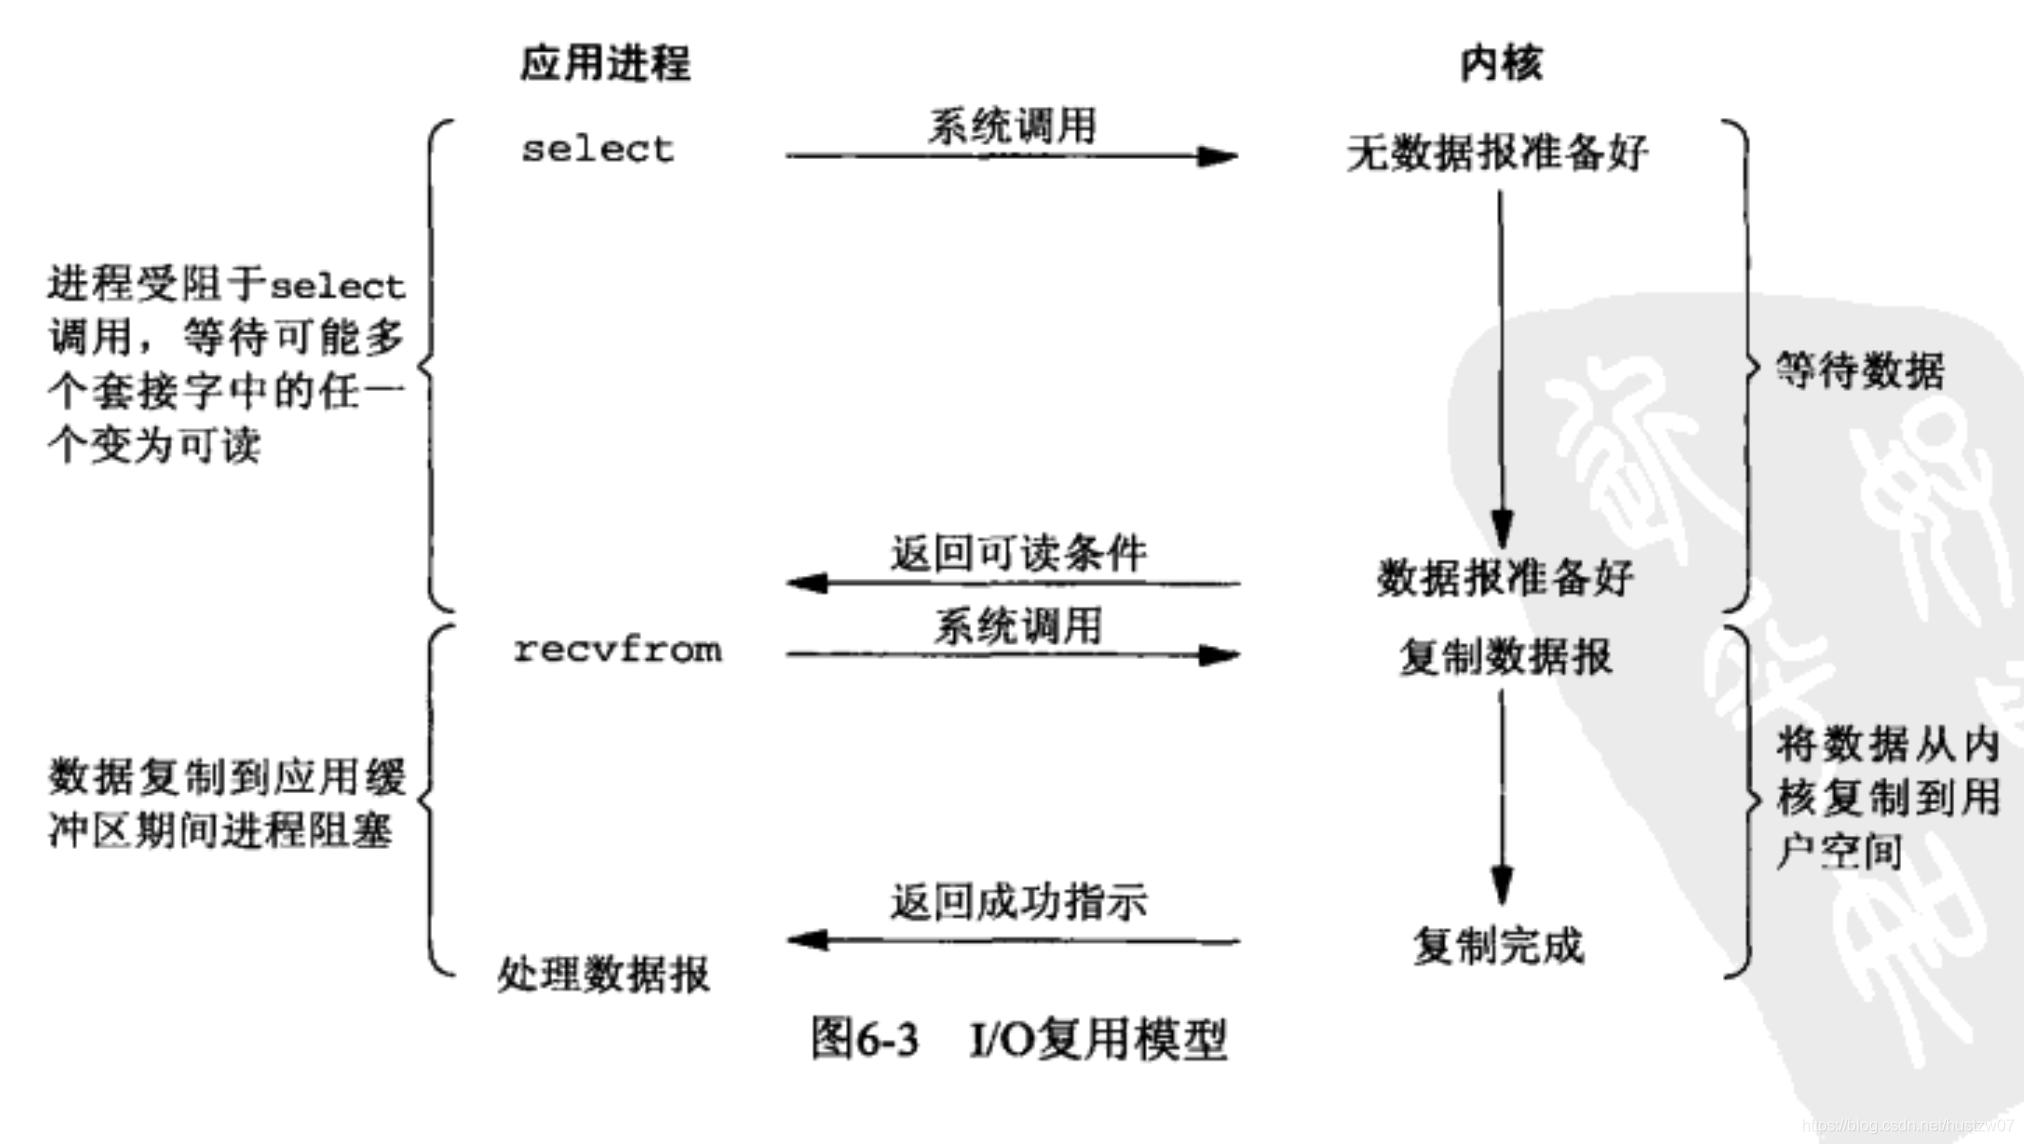 应用进程
内核
select
系统调用
无数据报准备好
进程受阻于select
调用，等待可能多
个套接字中的任一
个变为可读
等待数据
返回可读条件
数据报准备好
recvfrom
系统调用
复制数据报
数据复制到应用缓
冲区期间进程阻塞
将数据从内
核复制到用
户空间
返回成功指示
复制完成
处理数据报
图6-3 I/O复用模型
https://blog.csdn.net/hustzw07